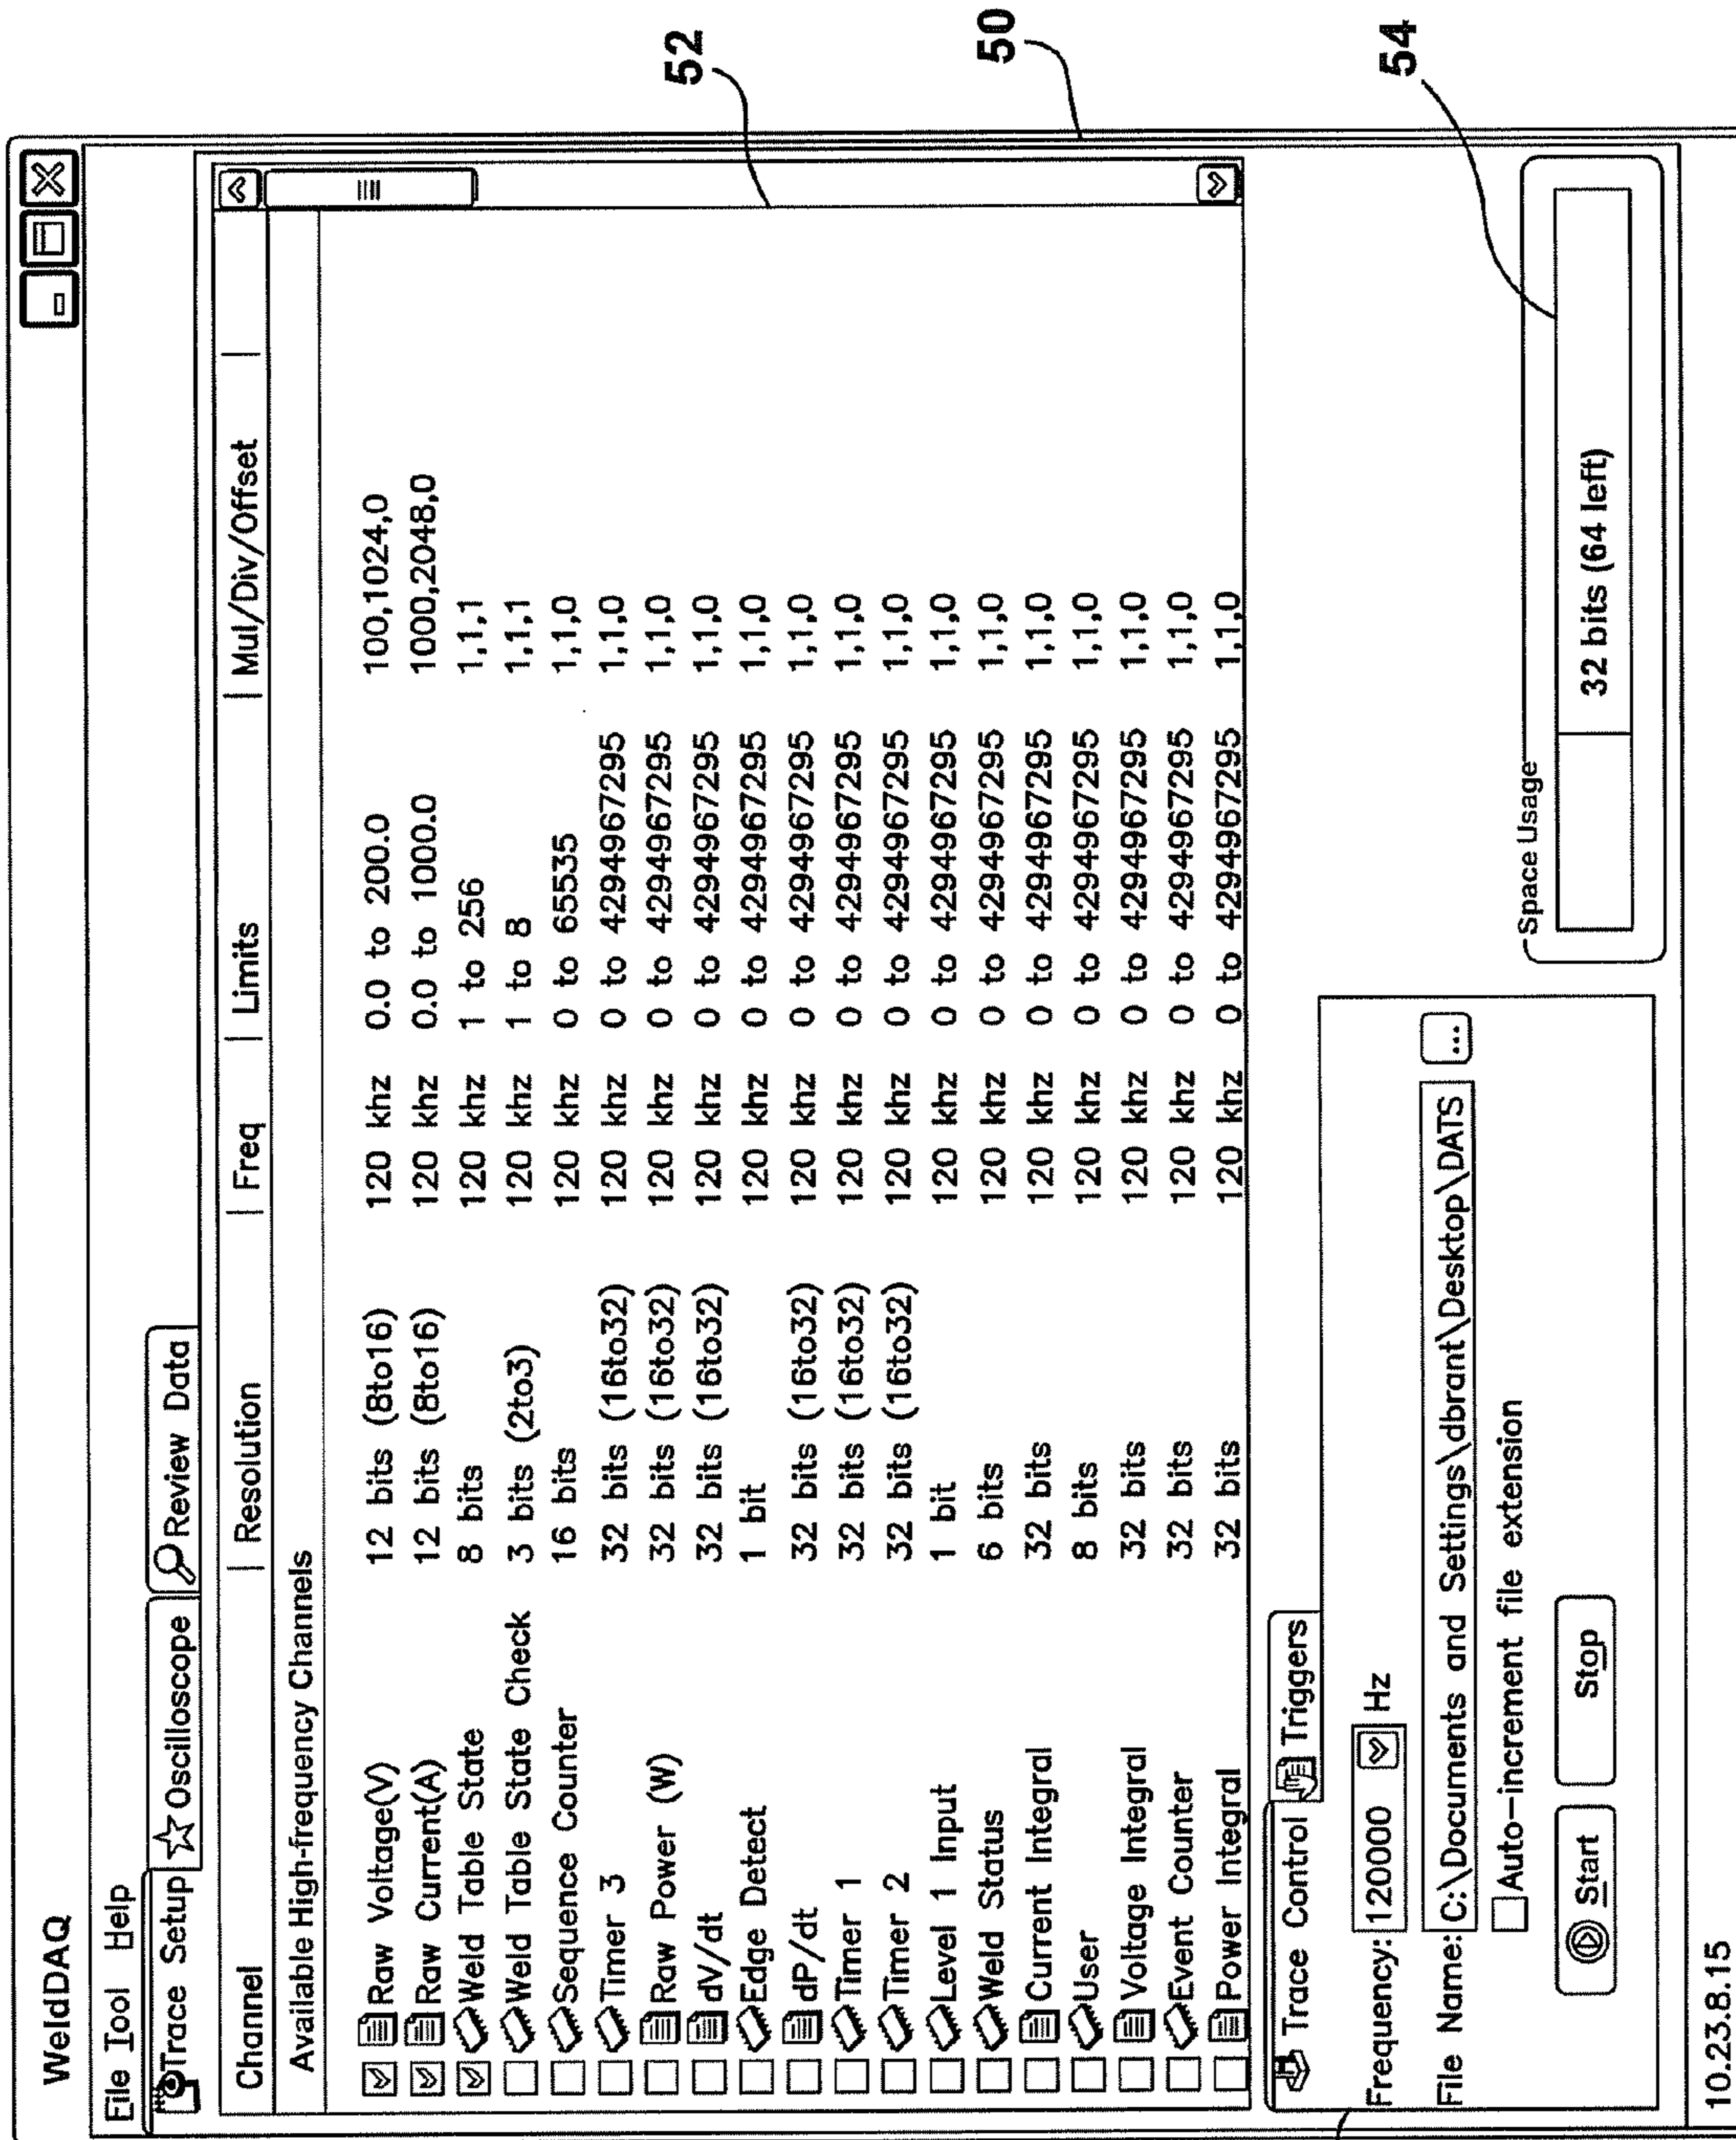 WeldDAQ
File Tool Help
Trace Setup Oscilloscope Review Data
Channel | Resolution | Freq | Limits | Mul/Div/Offset |
Available High-frequency Channels
Raw Voltage(V) 12 bits (8to16) 120 khz 0.0 to 200.0 100,1024,0
Raw Current(A) 12 bits (8to16) 120 khz 0.0 to 1000.0 1000,2048,0
Weld Table State 8 bits 120 khz 1 to 256 1,1,1
Weld Table State Check 3 bits (2to3) 120 khz 1 to 8 1,1,1
Sequence Counter 16 bits 120 khz 0 to 65535 1,1,0
Timer 3 32 bits (16to32) 120 khz 0 to 4294967295 1,1,0
Raw Power (W) 32 bits (16to32) 120 khz 0 to 4294967295 1,1,0
dV/dt 32 bits (16to32) 120 khz 0 to 4294967295 1,1,0
Edge Detect 1 bit 120 khz 0 to 4294967295 1,1,0
dP/dt 32 bits (16to32) 120 khz 0 to 4294967295 1,1,0
Timer 1 32 bits (16to32) 120 khz 0 to 4294967295 1,1,0
Timer 2 32 bits (16to32) 120 khz 0 to 4294967295 1,1,0
Level 1 Input 1 bit 120 khz 0 to 4294967295 1,1,0
Weld Status 6 bits 120 khz 0 to 4294967295 1,1,0
Current Integral 32 bits 120 khz 0 to 4294967295 1,1,0
User 8 bits 120 khz 0 to 4294967295 1,1,0
Voltage Integral 32 bits 120 khz 0 to 4294967295 1,1,0
Event Counter 32 bits 120 khz 0 to 4294967295 1,1,0
Power Integral 32 bits 120 khz 0 to 4294967295 1,1,0
52
50
54
Trace Control Triggers
Frequency: 120000 Hz
File Name: C:\Documents and Settings\dbrant\Desktop\DATS ...
Auto-increment file extension
Start Stop
Space Usage
32 bits (64 left)
10.23.8.15